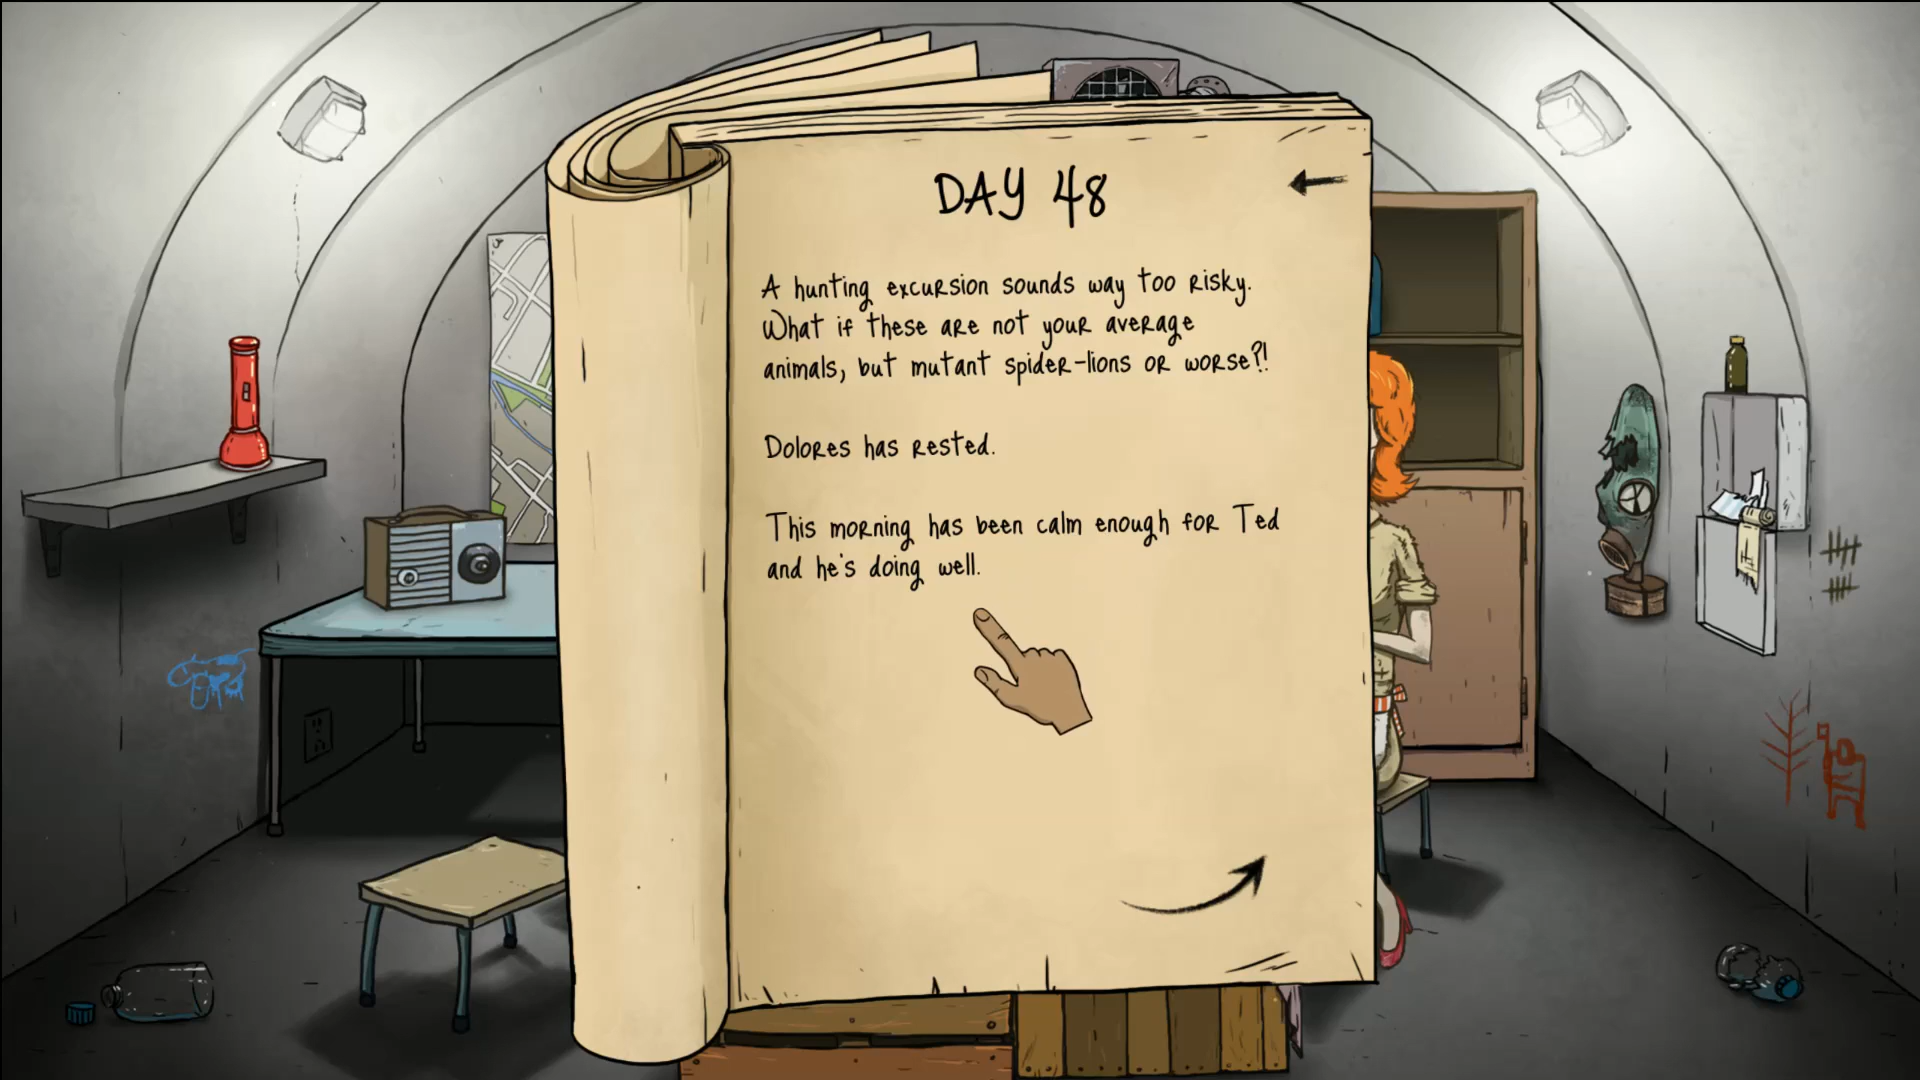 DAY 48
A hunting excursion sounds way too risky.
What if these are not your average
animals, but mutant spider-lions or worse?!
Dolores has rested.
This morning has been calm enough for Ted
and he's doing well.